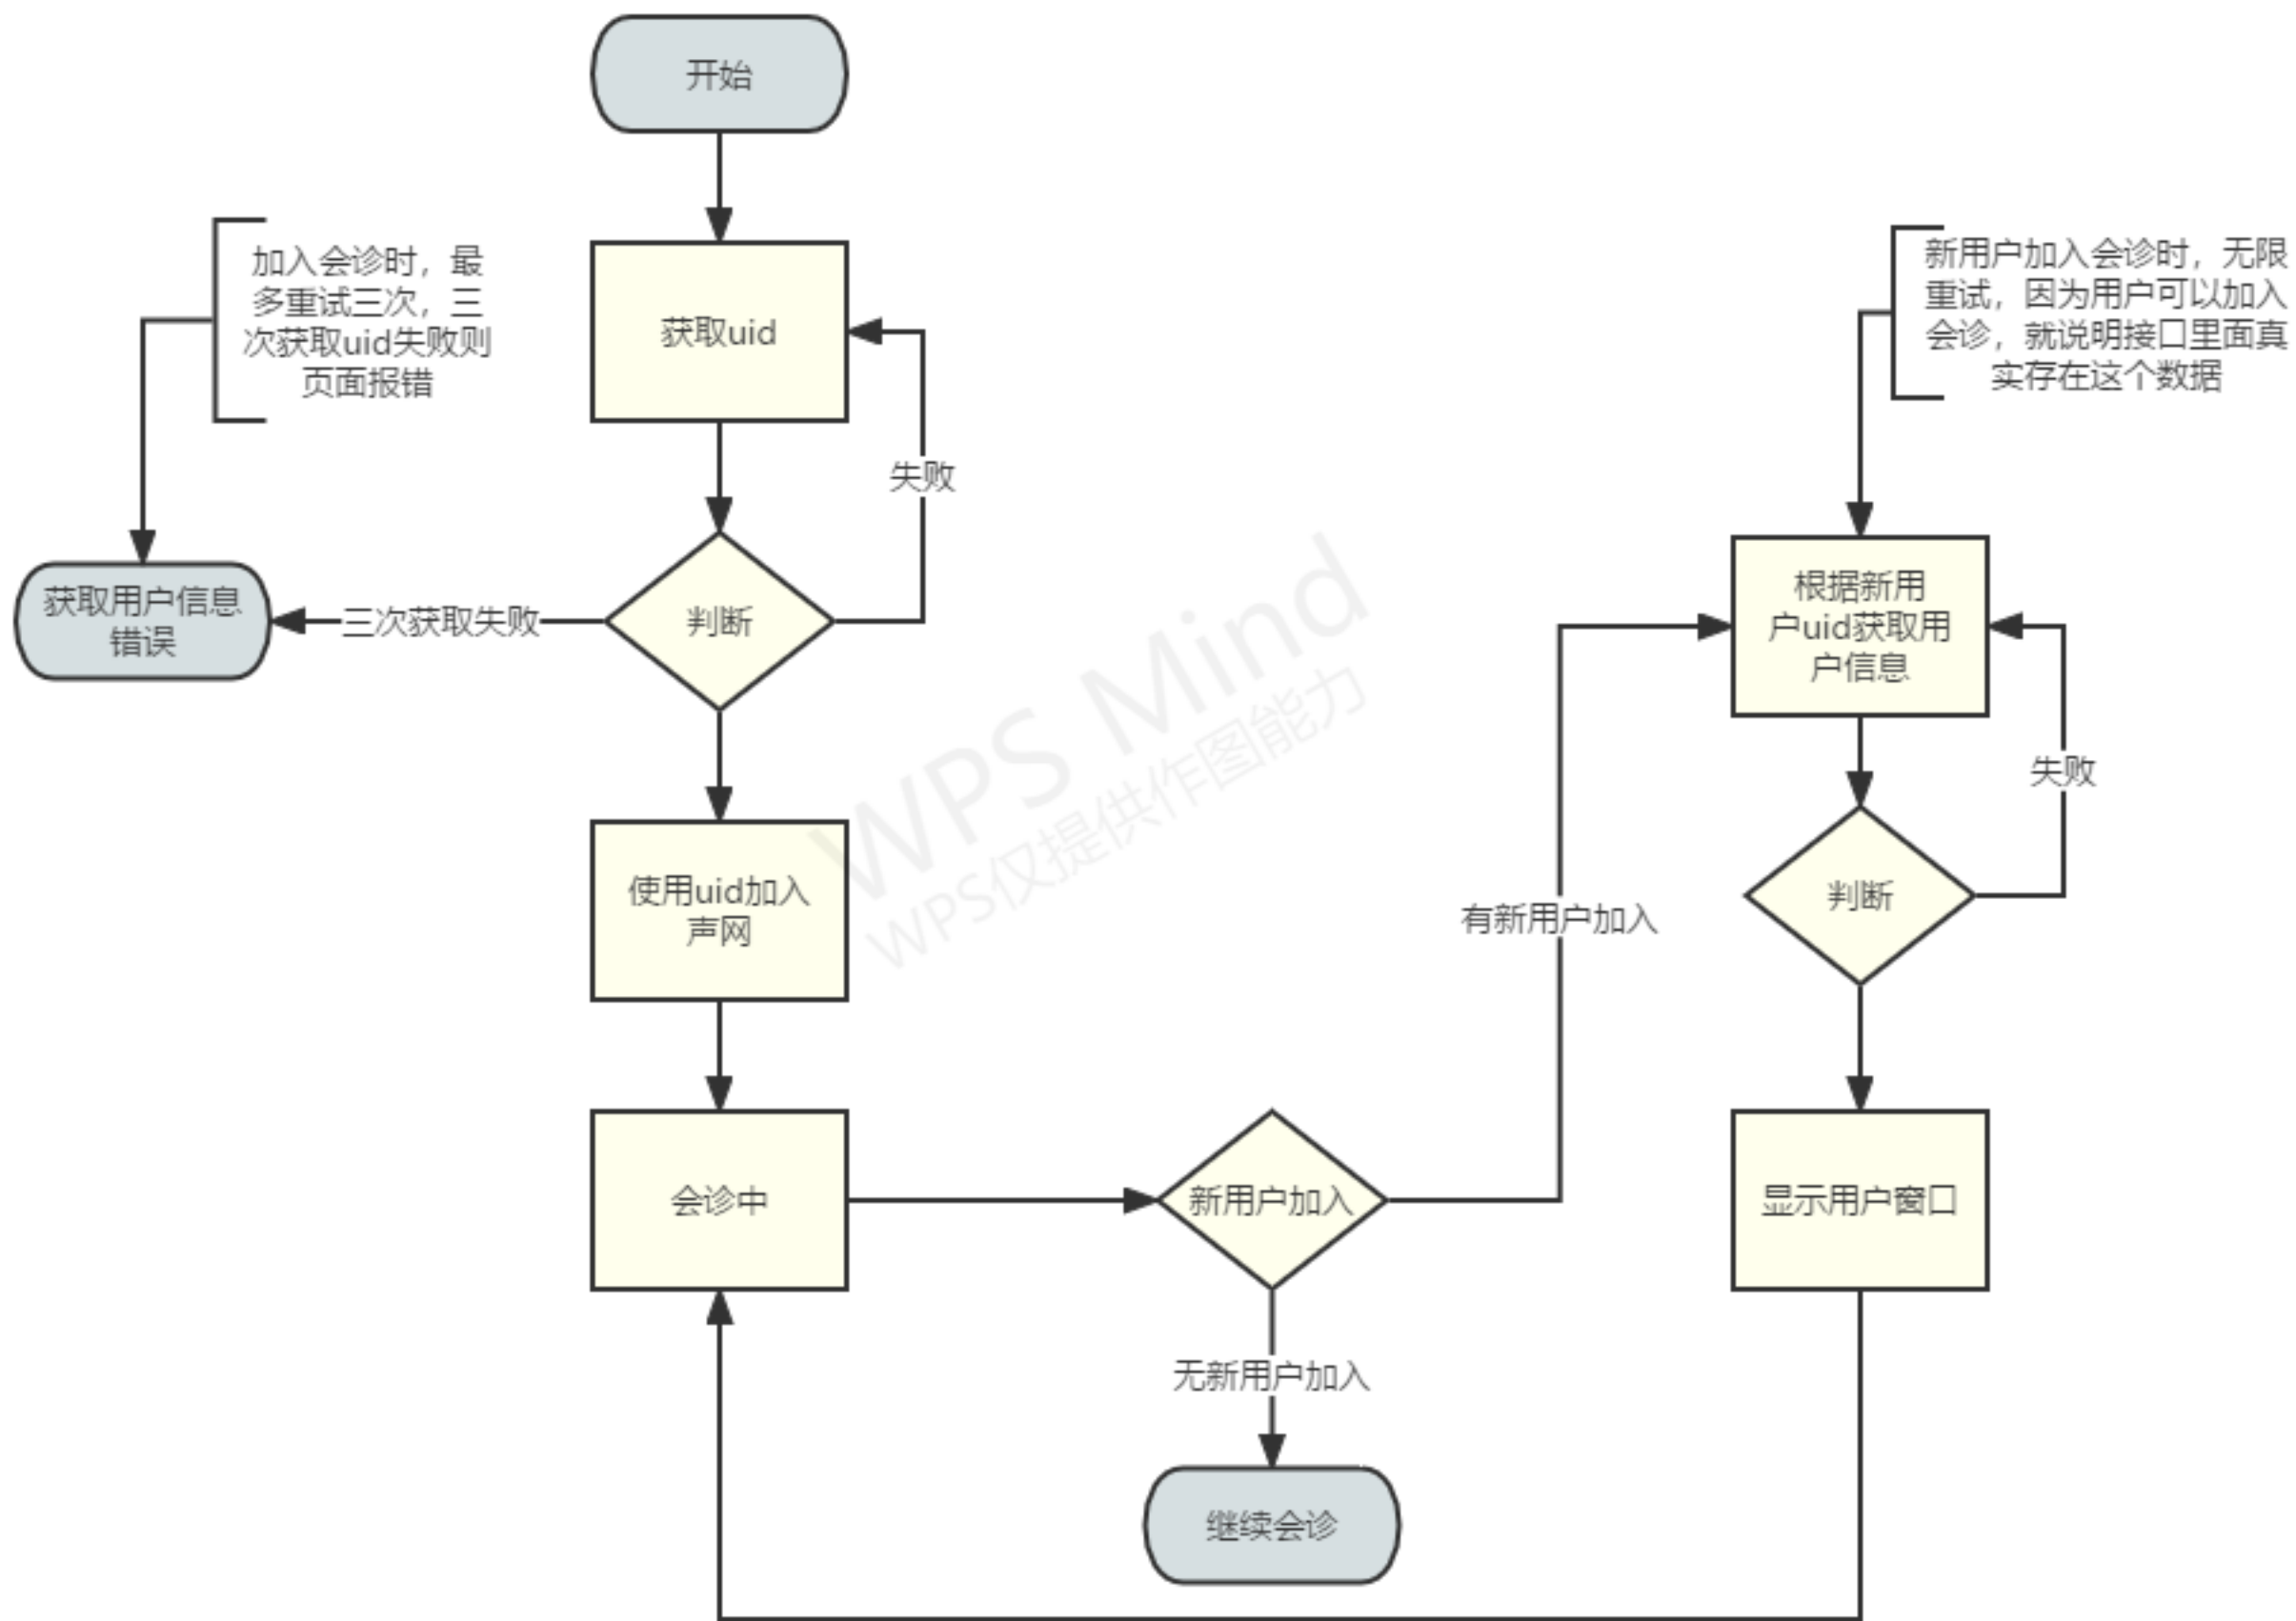 开始
加入会诊时，最
多重试三次，三
次获取uid失败则
页面报错
新用户加入会诊时，无限
重试，因为用户可以加入
会诊，就说明接口里面真
实存在这个数据
获取uid
失败
获取用户信息
错误
三次获取失败
判断
根据新用
户uid获取用
户信息
失败
判断
使用uid加入
声网
有新用户加入
会诊中
新用户加入
显示用户窗口
无新用户加入
继续会诊
WPS Mind
WPS仅提供作图能力